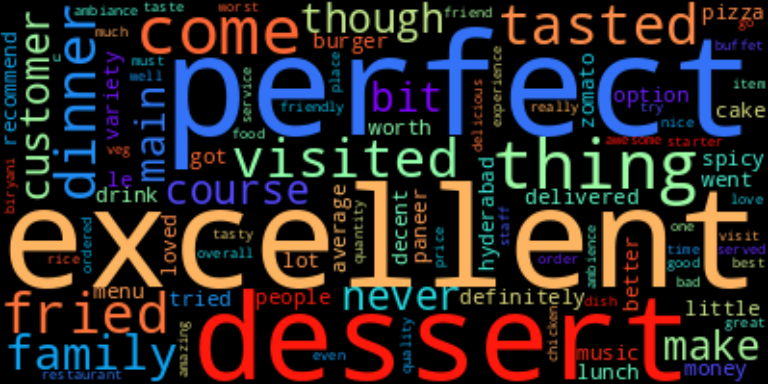 ambiance taste worst though friend tasted pizza
much come burger go
recommend customer dinner variety must well place perfect buffet
service friendly bit delicious experience really zomato option try item
main food worth nice cake
biryani veg got visited thing awesome starter spicy
le went
drink course hyderabad delivered love
excellent
ordered rice loved tasty overall lot average quantity decent paneer price staff order ambience one visit
time served
better good best
bad
menu tried people never definitely dish little
fried amazing dessert chicken great
family even quality music make
restaurant lunch money
u